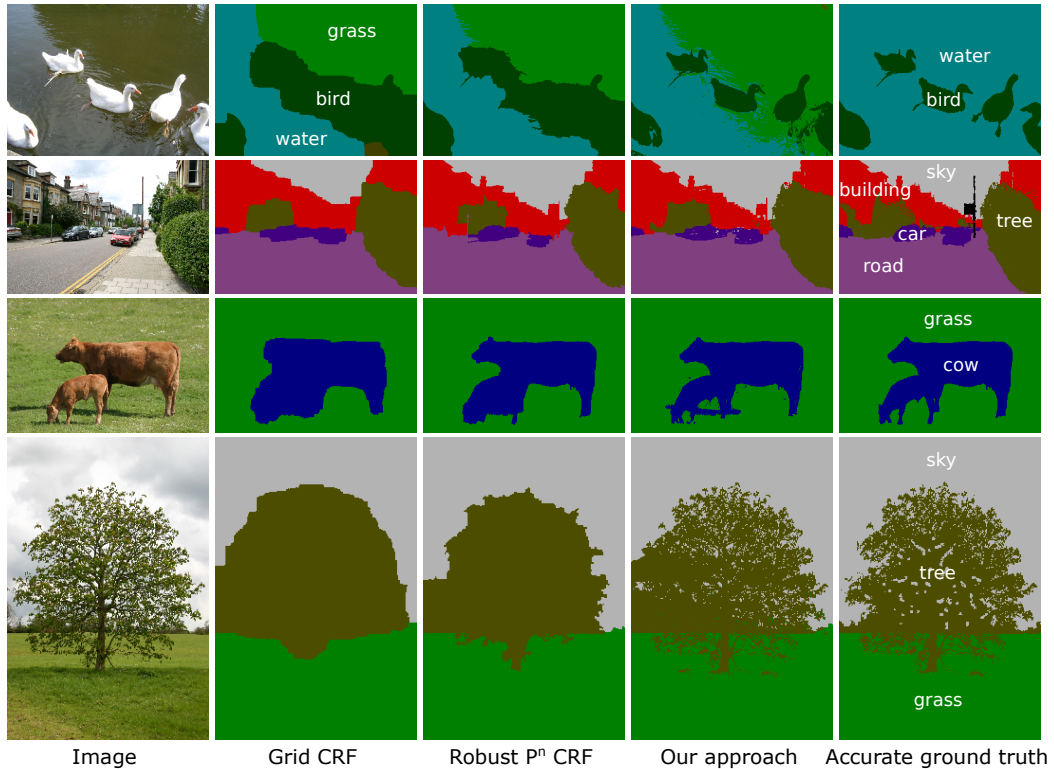 grass
bird
water
water
bird
sky
building
tree
car
road
grass
cow
sky
tree
grass
Image
Grid CRF
Robust Pⁿ CRF
Our approach
Accurate ground truth